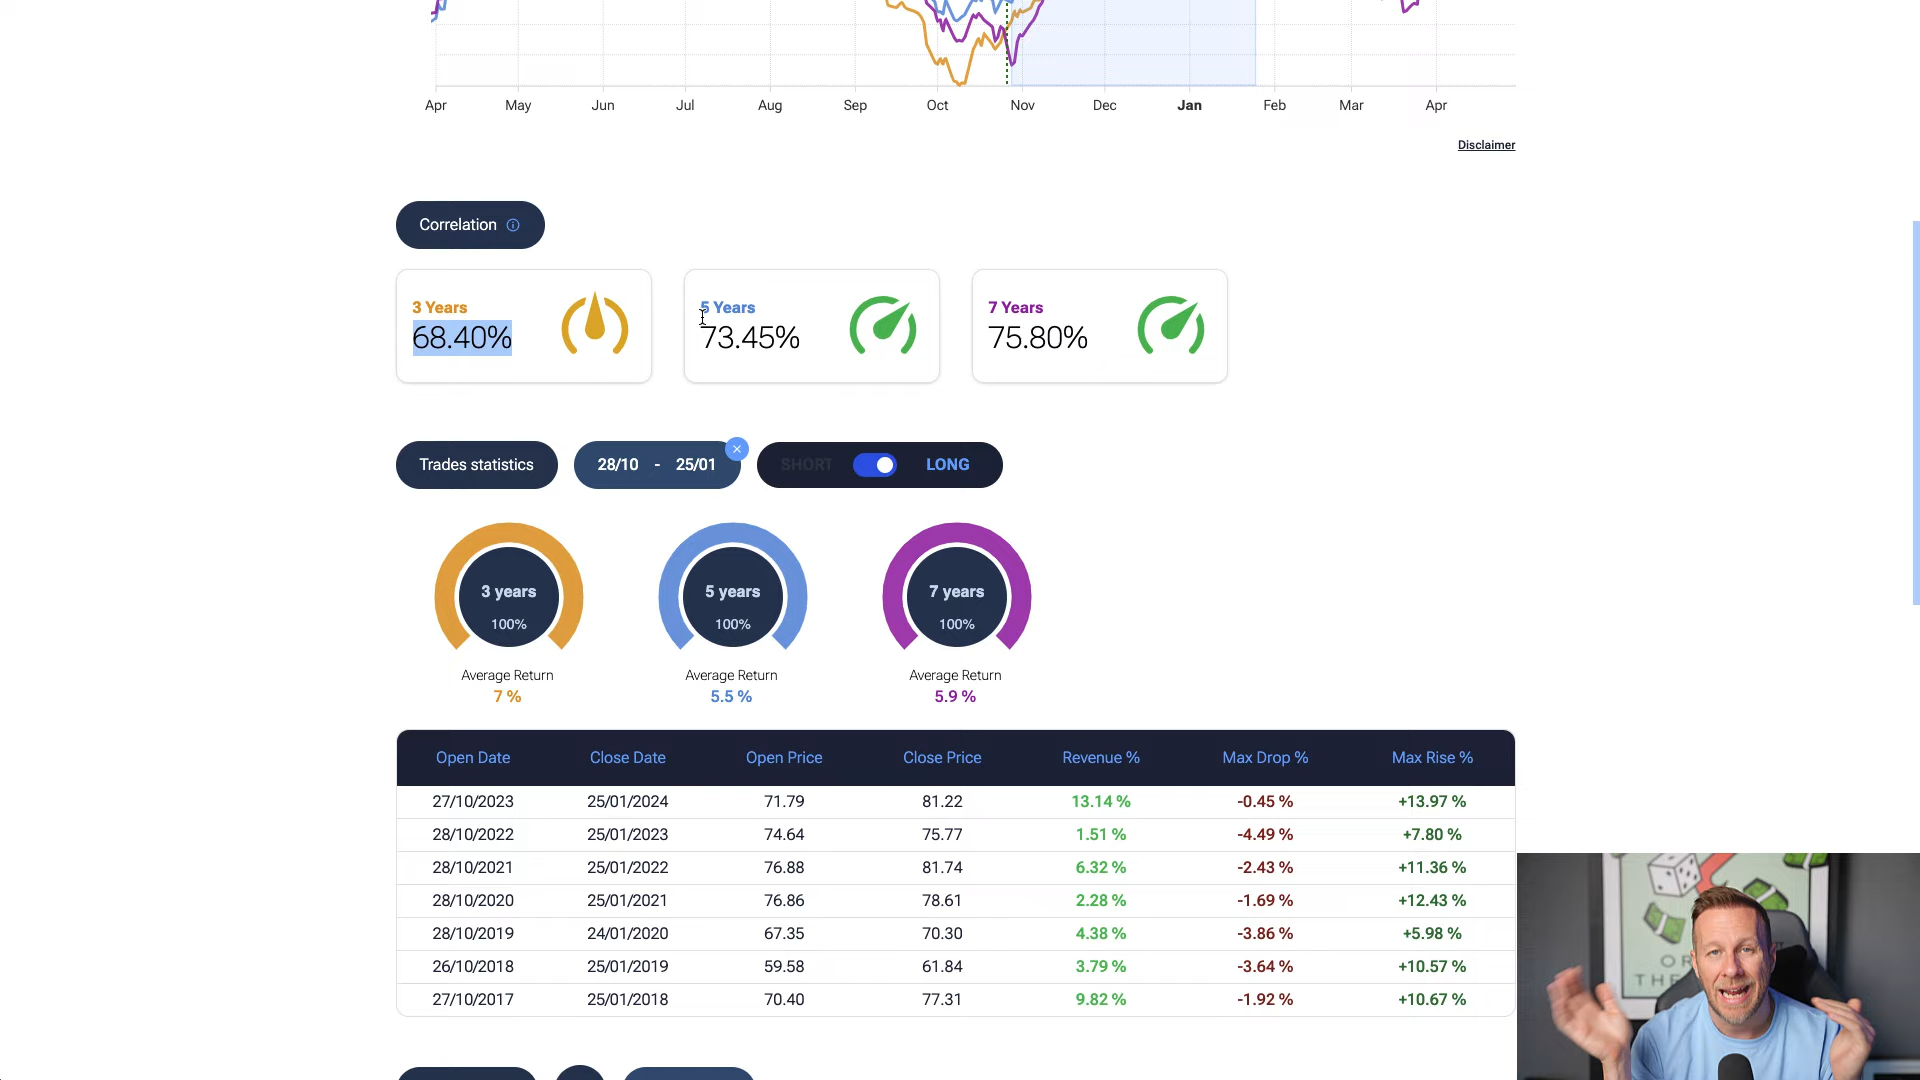 Apr May Jun Jul Aug Sep Oct Nov Dec Jan Feb Mar Apr
Disclaimer
Correlation
3 Years
68.40%
5 Years
73.45%
7 Years
75.80%
Trades statistics 28/10 - 25/01 SHORT LONG
3 years
100%
Average Return
7 %
5 years
100%
Average Return
5.5 %
7 years
100%
Average Return
5.9 %
Open Date Close Date Open Price Close Price Revenue % Max Drop % Max Rise %
27/10/2023 25/01/2024 71.79 81.22 13.14 % -0.45 % +13.97 %
28/10/2022 25/01/2023 74.64 75.77 1.51 % -4.49 % +7.80 %
28/10/2021 25/01/2022 76.88 81.74 6.32 % -2.43 % +11.36 %
28/10/2020 25/01/2021 76.86 78.61 2.28 % -1.69 % +12.43 %
28/10/2019 24/01/2020 67.35 70.30 4.38 % -3.86 % +5.98 %
26/10/2018 25/01/2019 59.58 61.84 3.79 % -3.64 % +10.57 %
27/10/2017 25/01/2018 70.40 77.31 9.82 % -1.92 % +10.67 %